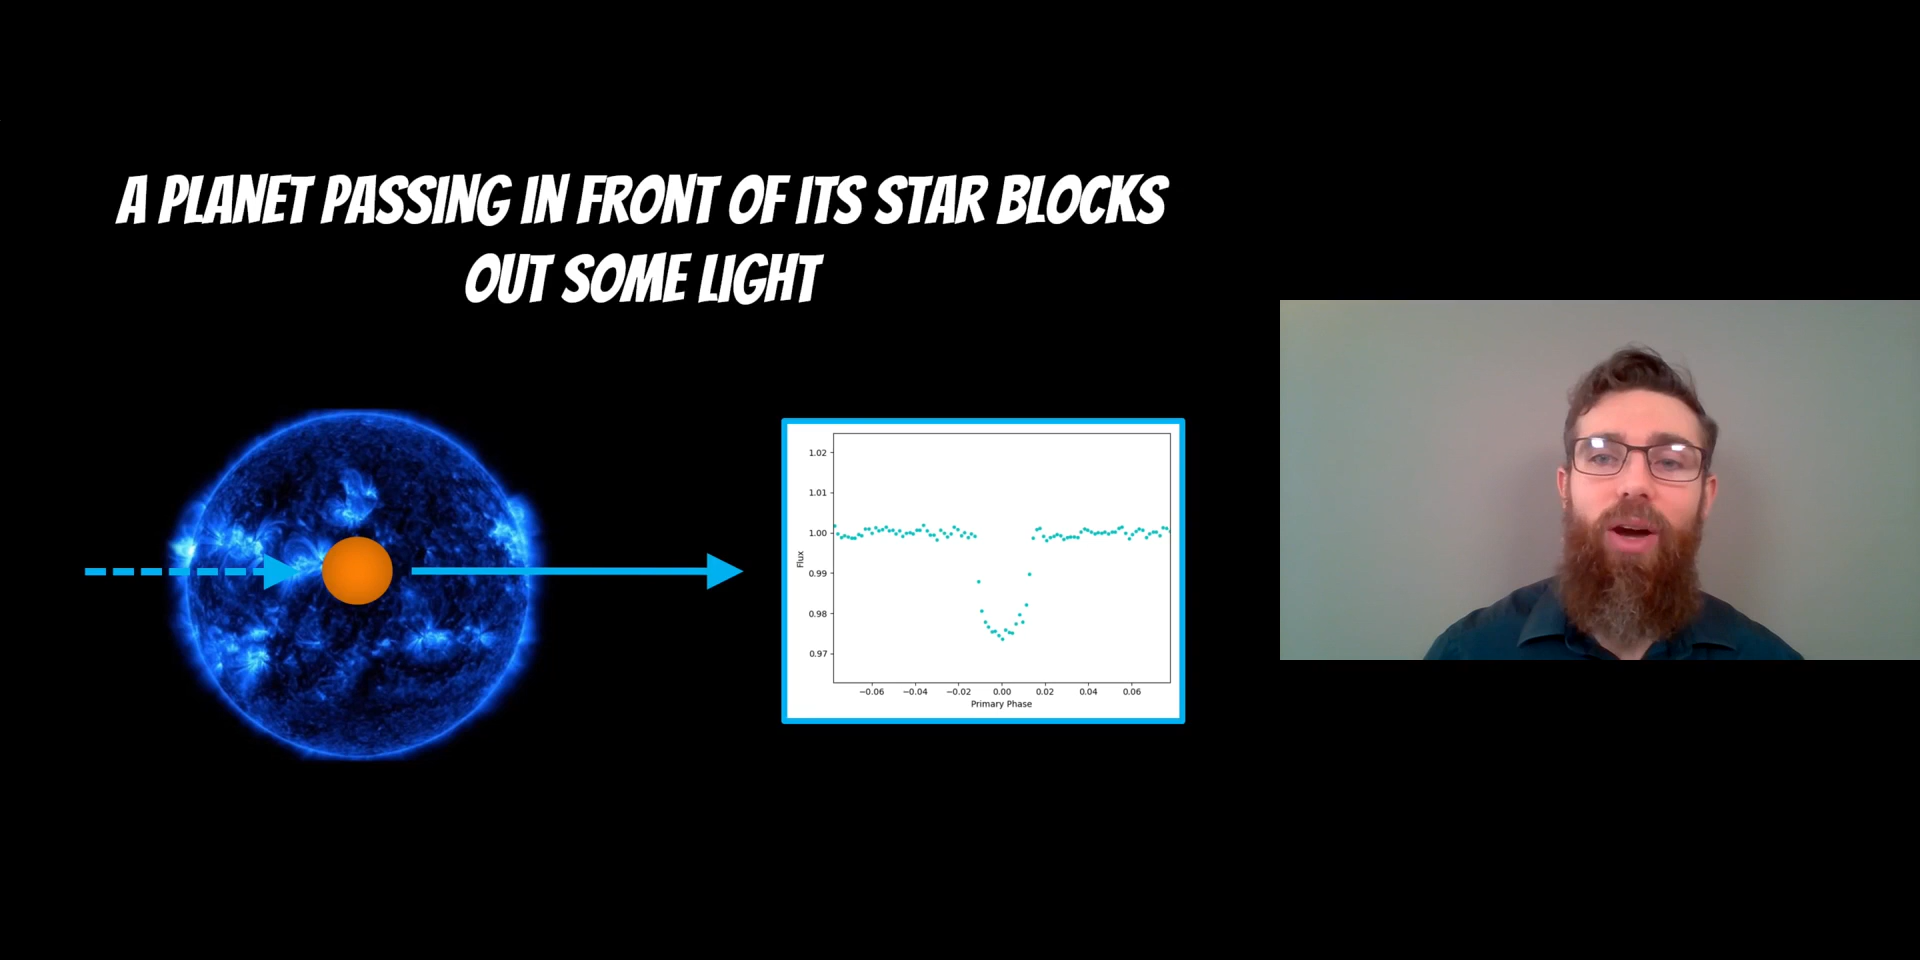 A PLANET PASSING IN FRONT OF ITS STAR BLOCKS
OUT SOME LIGHT
1.02
1.01
1.00
0.99
0.98
0.97
Flux
−0.06 −0.04 −0.02 0.00 0.02 0.04 0.06
Primary Phase